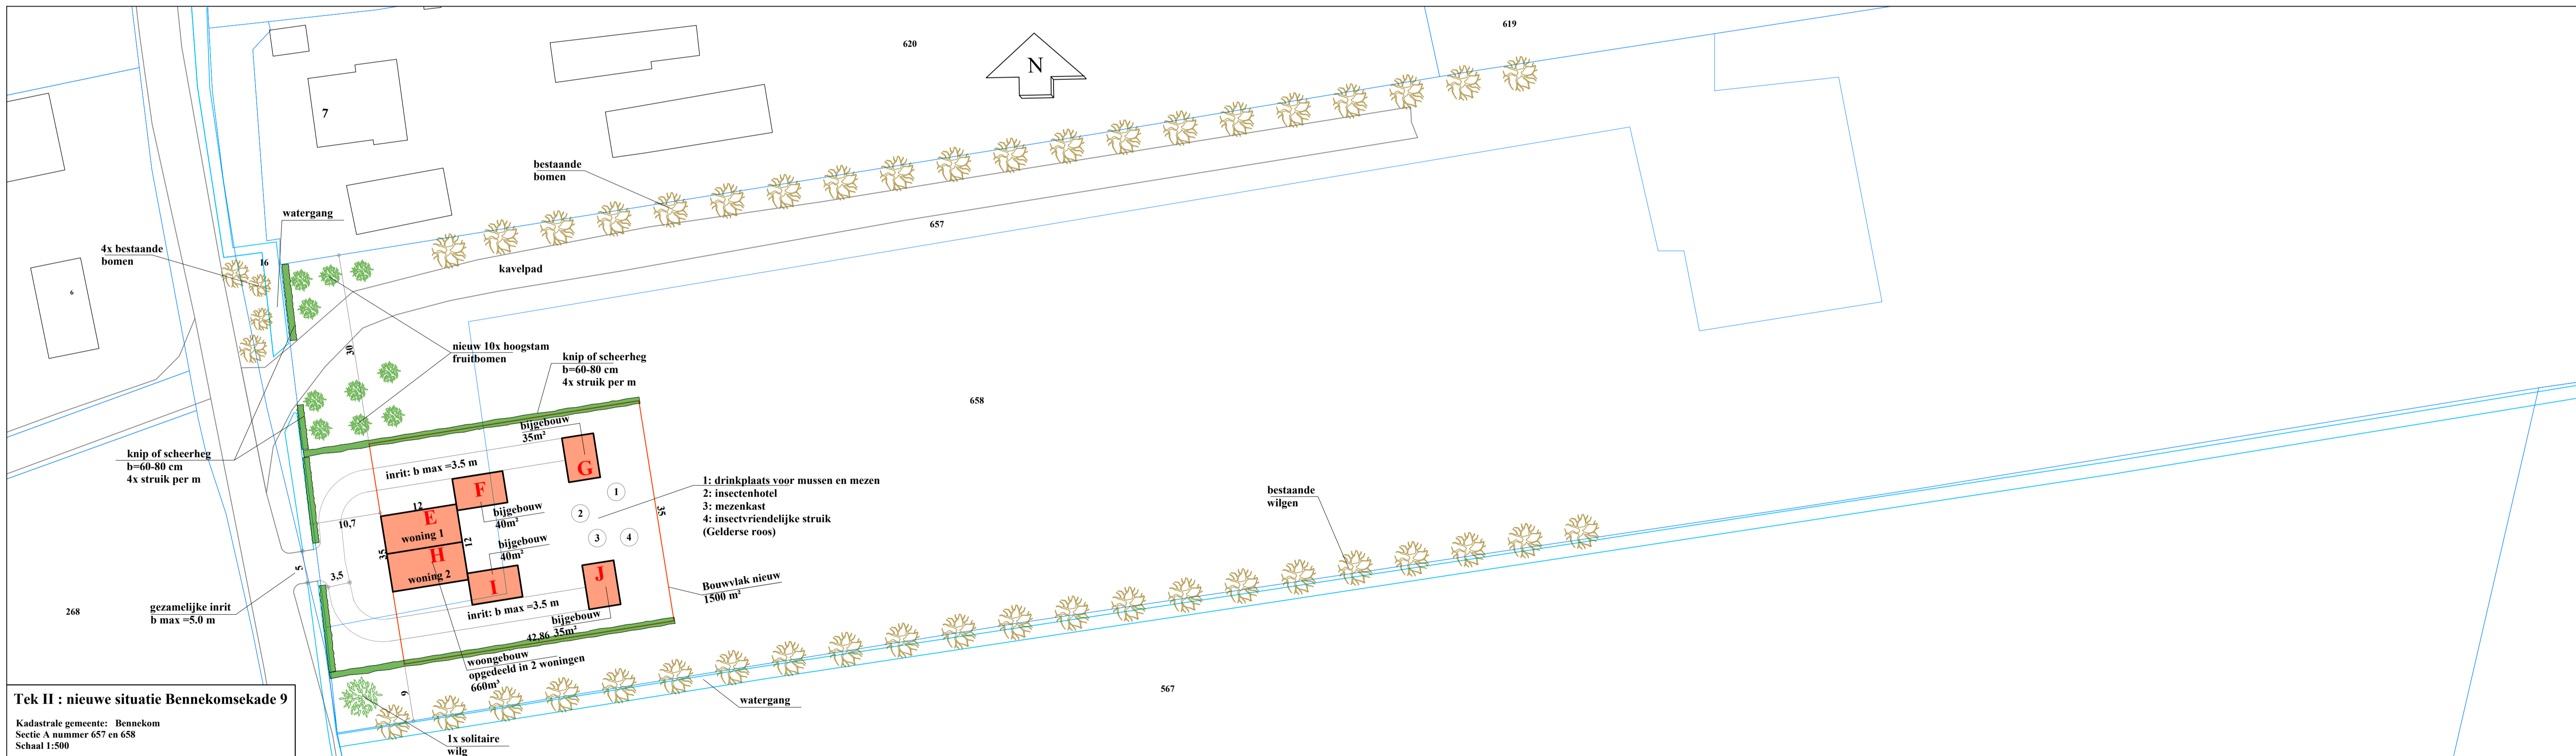 619
620
N
7
bestaande
bomen
watergang
657
4x bestaande
bomen
16
kavelpad
6
30
nieuw 10x hoogstam
fruitbomen
knip of scheerheg
b=60-80 cm
4x struik per m
658
bijgebouw
35m²
knip of scheerheg
b=60-80 cm
4x struik per m
inrit: b max =3.5 m
G
F
1
1: drinkplaats voor mussen en mezen
2: insectenhotel
3: mezenkast
4: insectvriendelijke struik
(Gelderse roos)
bestaande
wilgen
12
bijgebouw
40m²
2
35
10,7
E
woning 1
12
3
4
35
H
woning 2
bijgebouw
40m²
5
3,5
I
J
Bouwvlak nieuw
1500 m²
268
gezamelijke inrit
b max =5.0 m
inrit: b max =3.5 m
bijgebouw
35m²
42,86
woongebouw
opgedeeld in 2 woningen
660m³
9
567
watergang
1x solitaire
wilg
Tek II : nieuwe situatie Bennekomsekade 9
Kadastrale gemeente: Bennekom
Sectie A nummer 657 en 658
Schaal 1:500